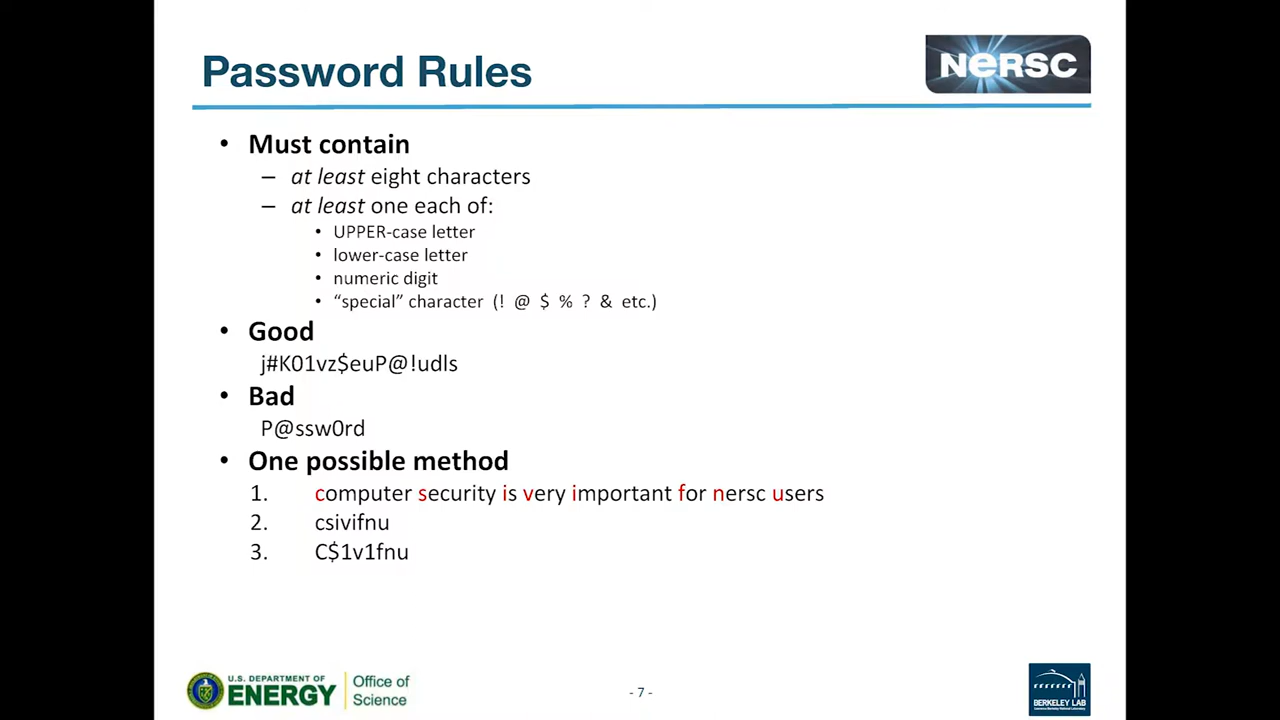 Password Rules
NERSC
• Must contain
– at least eight characters
– at least one each of:
• UPPER-case letter
• lower-case letter
• numeric digit
• “special” character (! @ $ % ? & etc.)
• Good
j#K01vz$euP@!udls
• Bad
P@ssw0rd
• One possible method
1. computer security is very important for nersc users
2. csivifnu
3. C$1v1fnu
U.S. DEPARTMENT OF
ENERGY
Office of
Science
- 7 -
BERKELEY LAB